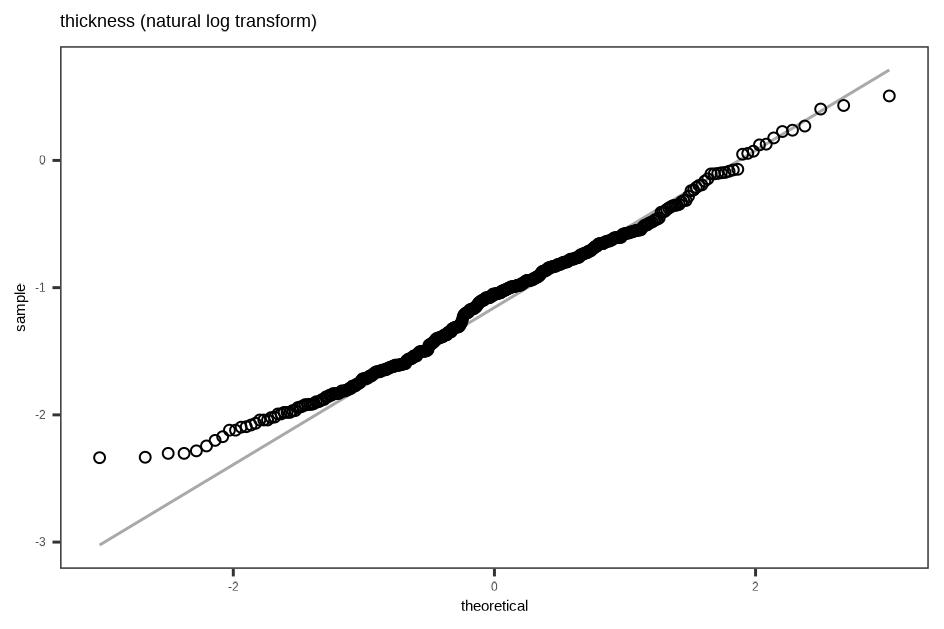 thickness (natural log transform)
0
-1
-2
-3
sample
-2
0
2
theoretical